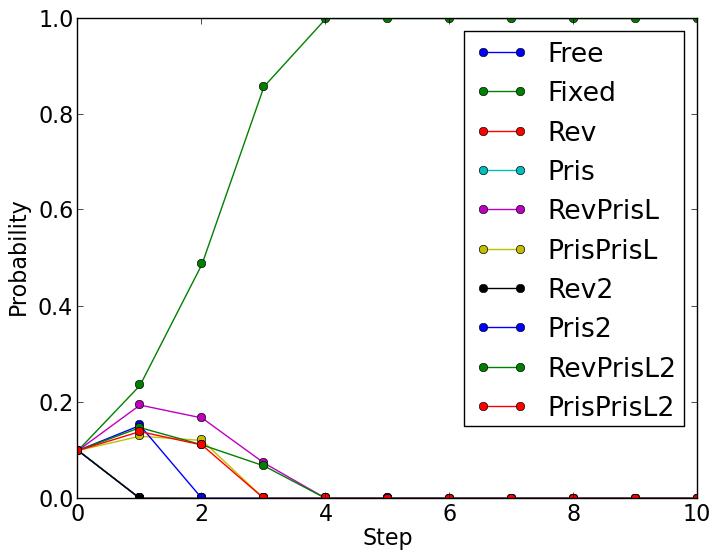 1.0
0.8
0.6
0.4
0.2
0.0
Probability
0 2 4 6 8 10
Step
Free
Fixed
Rev
Pris
RevPrisL
PrisPrisL
Rev2
Pris2
RevPrisL2
PrisPrisL2